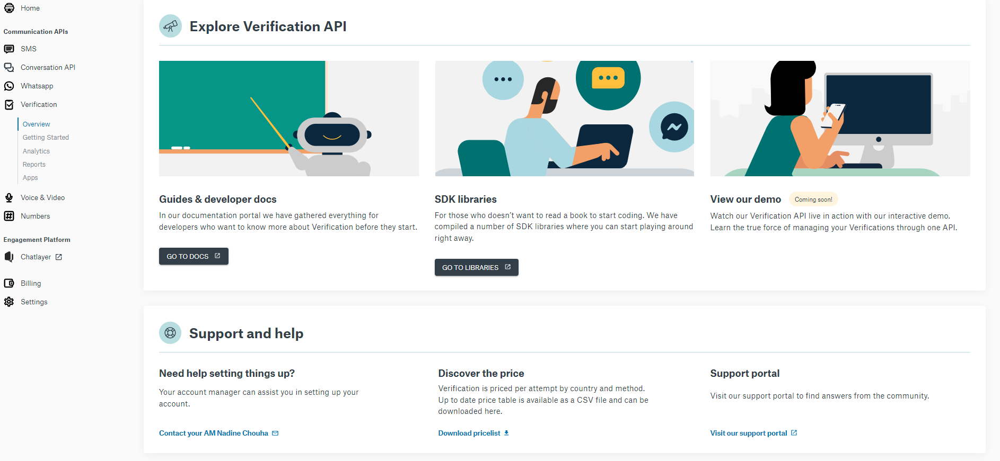 Home
Communication APIs
SMS
Conversation API
Whatsapp
Verification
Overview
Getting Started
Analytics
Reports
Apps
Voice & Video
Numbers
Engagement Platform
Chatlayer
Billing
Settings
Explore Verification API
Guides & developer docs
In our documentation portal we have gathered everything for
developers who want to know more about Verification before they start.
GO TO DOCS
SDK libraries
For those who doesn’t want to read a book to start coding. We have
compiled a number of SDK libraries where you can start playing around
right away.
GO TO LIBRARIES
View our demo
Coming soon!
Watch our Verification API live in action with our interactive demo.
Learn the true force of managing your Verifications through one API.
Support and help
Need help setting things up?
Your account manager can assist you in setting up your
account.
Contact your AM Nadine Chouha
Discover the price
Verification is priced per attempt by country and method.
Up to date price table is available as a CSV file and can be
downloaded here.
Download pricelist
Support portal
Visit our support portal to find answers from the community.
Visit our support portal